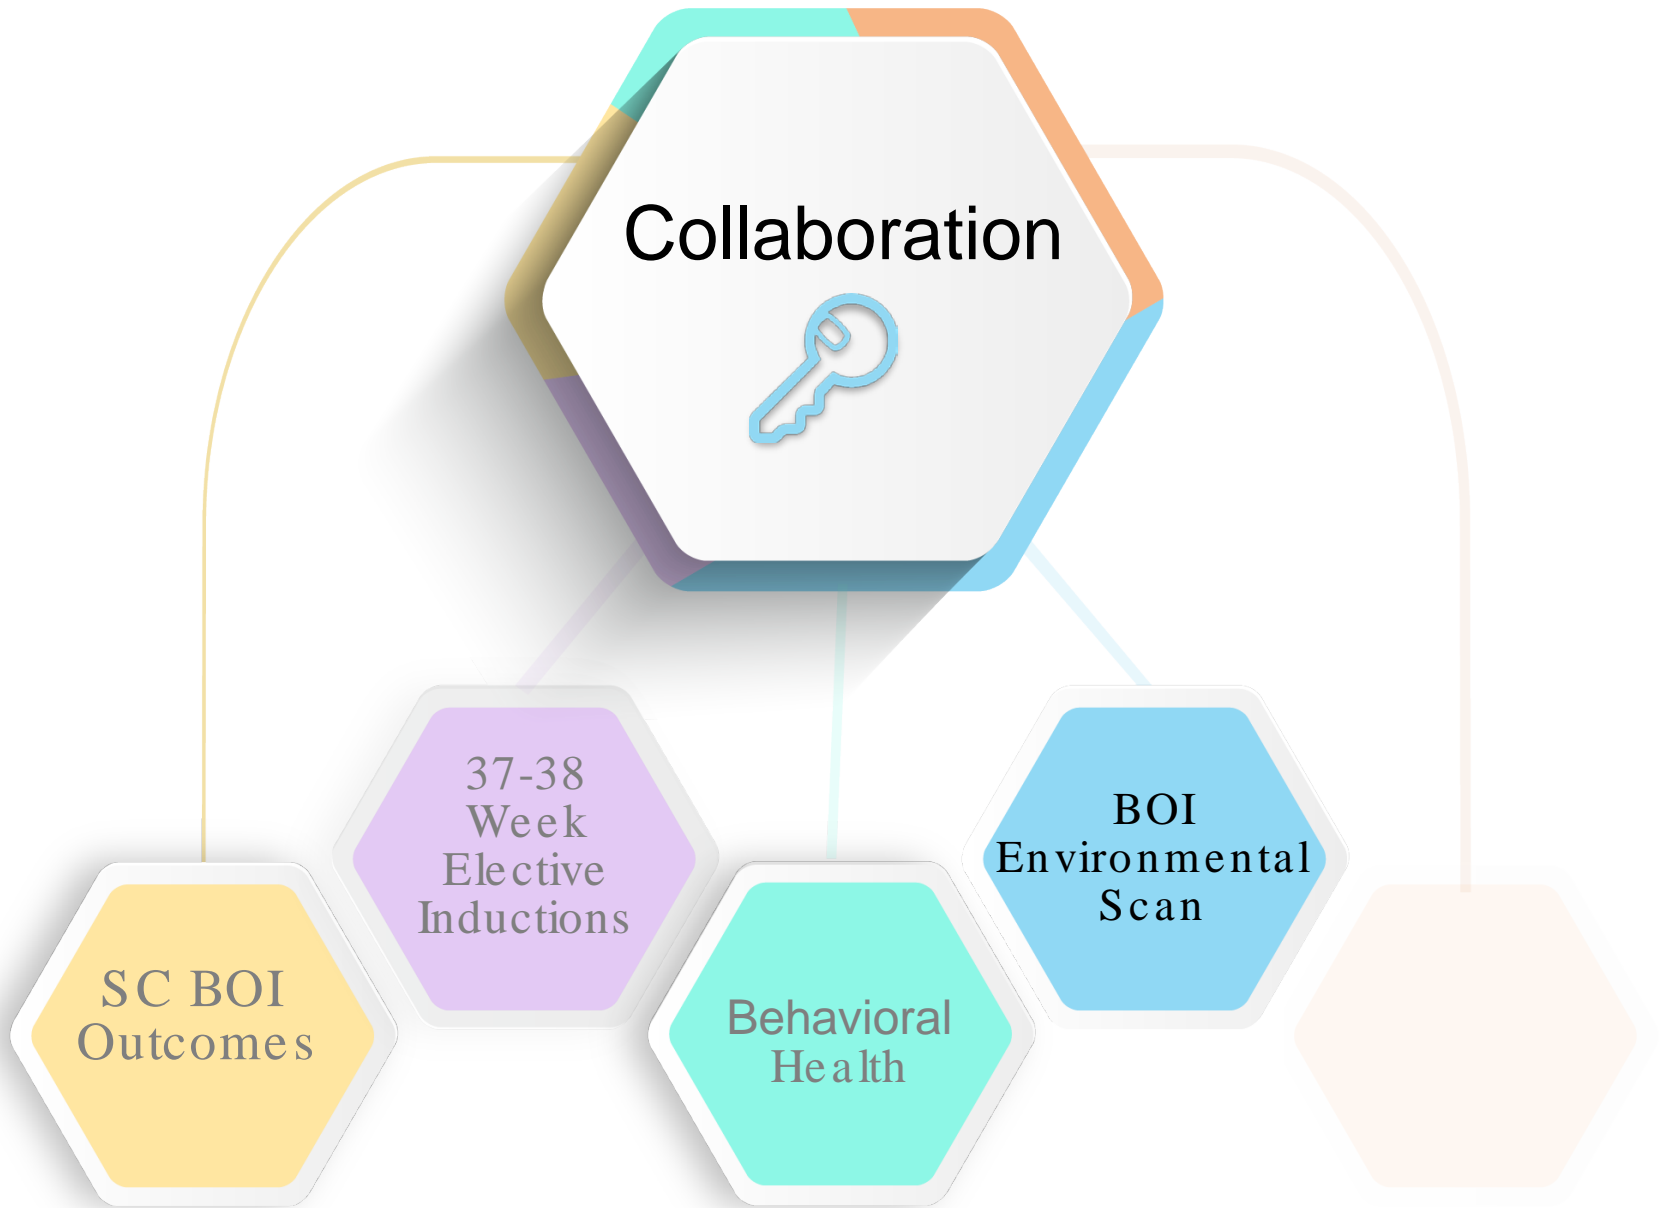 Collaboration
37-38
Week
Elective
Inductions
BOI
Environmental
Scan
SC BOI
Outcomes
Behavioral
Health